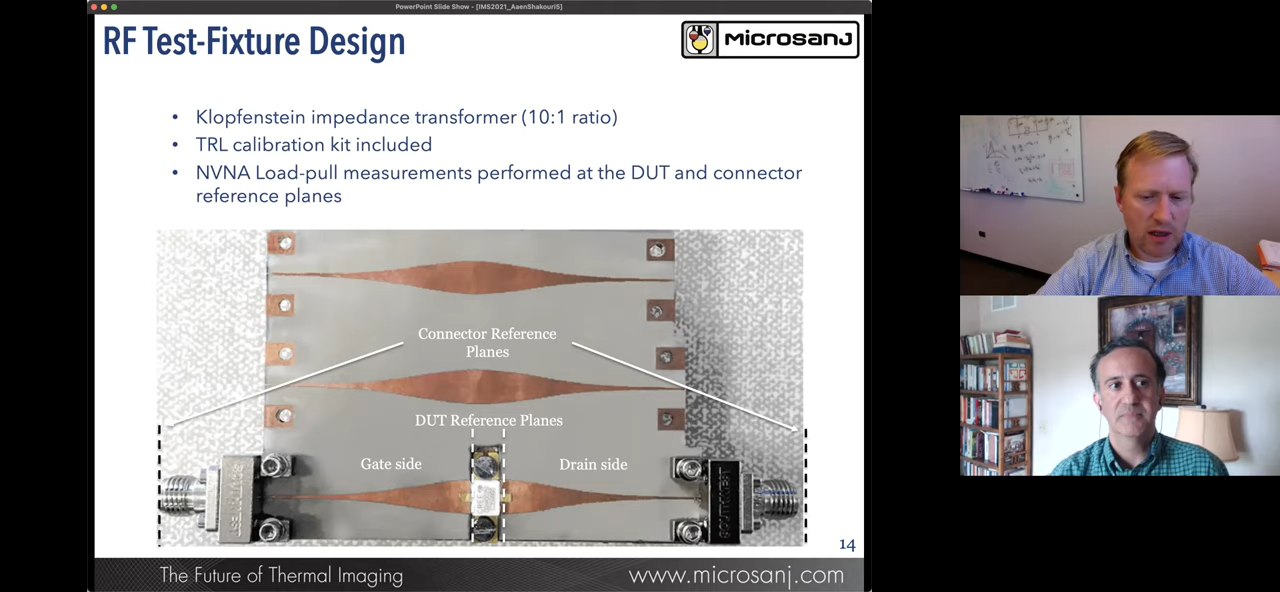 PowerPoint Slide Show - [IMS2021_AaenShakouri5]
RF Test-Fixture Design
MICROSANJ
• Klopfenstein impedance transformer (10:1 ratio)
• TRL calibration kit included
• NVNA Load-pull measurements performed at the DUT and connector
reference planes
Connector Reference
Planes
DUT Reference Planes
Gate side
Drain side
SOUTHWEST
14
The Future of Thermal Imaging
www.microsanj.com